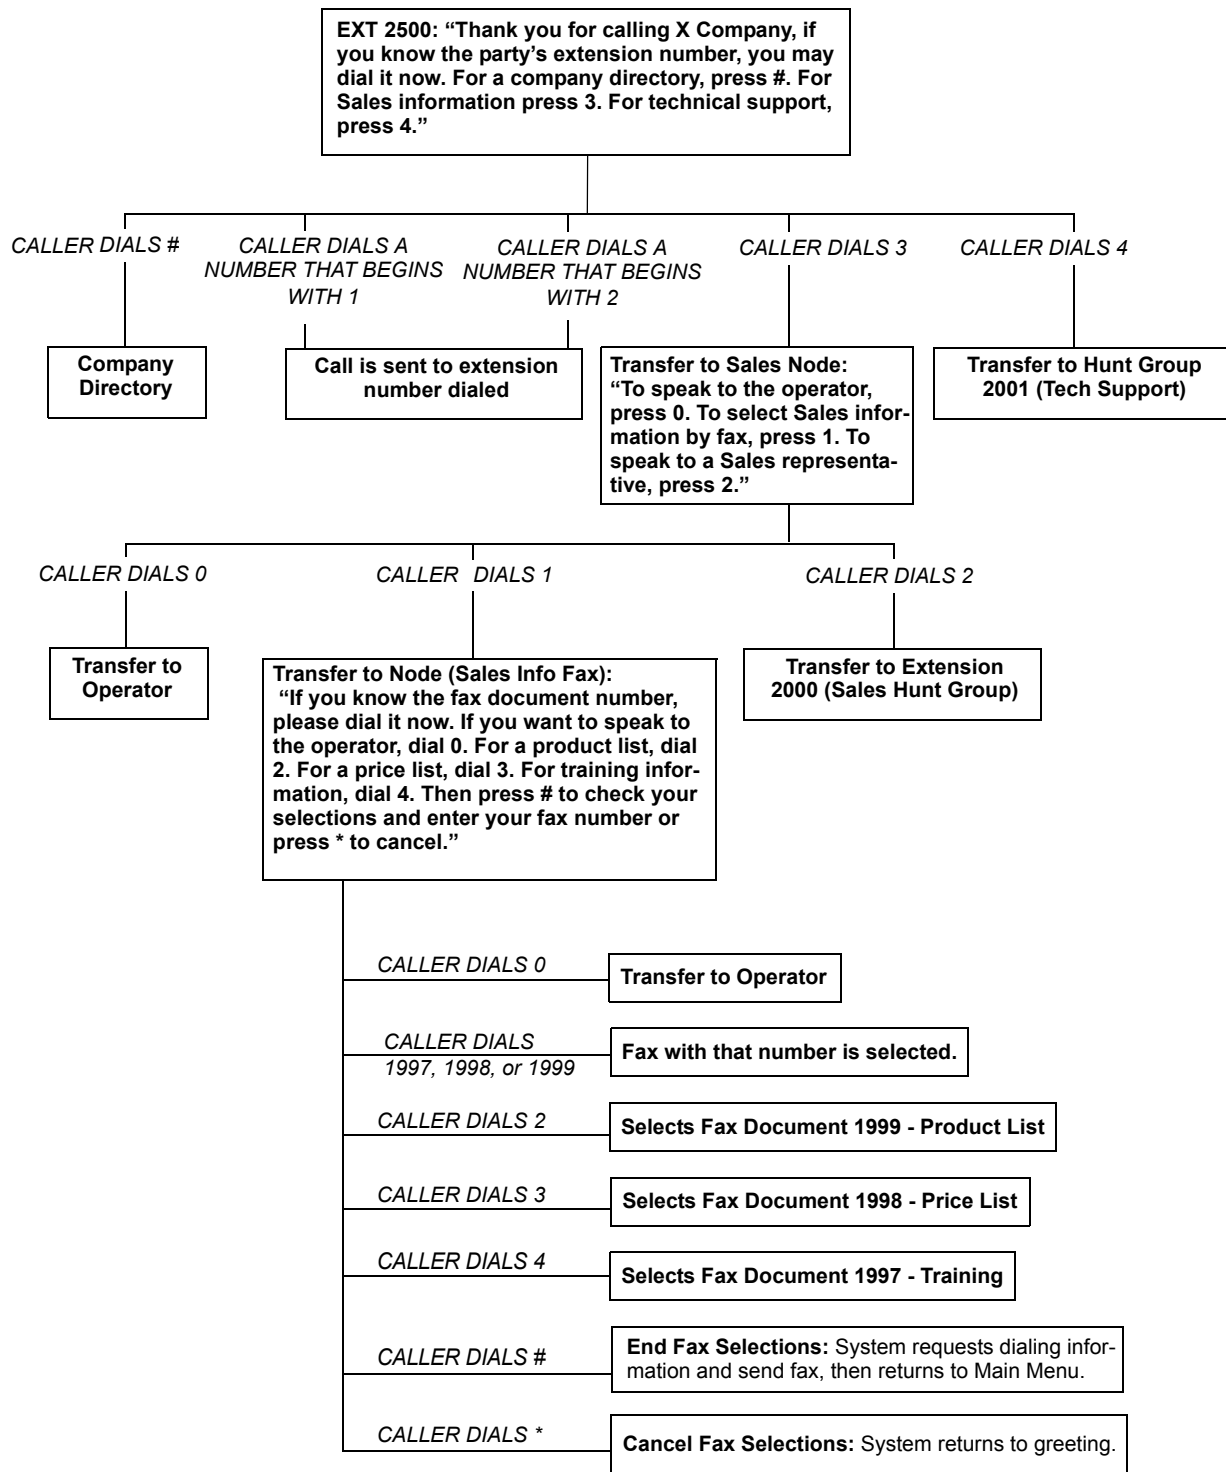 EXT 2500: “Thank you for calling X Company, if
you know the party’s extension number, you may
dial it now. For a company directory, press #. For
Sales information press 3. For technical support,
press 4.”
CALLER DIALS #
CALLER DIALS A
NUMBER THAT BEGINS
WITH 1
CALLER DIALS A
NUMBER THAT BEGINS
WITH 2
CALLER DIALS 3
CALLER DIALS 4
Company
Directory
Call is sent to extension
number dialed
Transfer to Sales Node:
“To speak to the operator,
press 0. To select Sales infor-
mation by fax, press 1. To
speak to a Sales representa-
tive, press 2.”
Transfer to Hunt Group
2001 (Tech Support)
CALLER DIALS 0
CALLER DIALS 1
CALLER DIALS 2
Transfer to
Operator
Transfer to Node (Sales Info Fax):
“If you know the fax document number,
please dial it now. If you want to speak to
the operator, dial 0. For a product list, dial
2. For a price list, dial 3. For training infor-
mation, dial 4. Then press # to check your
selections and enter your fax number or
press * to cancel.”
Transfer to Extension
2000 (Sales Hunt Group)
CALLER DIALS 0
Transfer to Operator
CALLER DIALS
1997, 1998, or 1999
Fax with that number is selected.
CALLER DIALS 2
Selects Fax Document 1999 - Product List
CALLER DIALS 3
Selects Fax Document 1998 - Price List
CALLER DIALS 4
Selects Fax Document 1997 - Training
CALLER DIALS #
End Fax Selections: System requests dialing infor-
mation and send fax, then returns to Main Menu.
CALLER DIALS *
Cancel Fax Selections: System returns to greeting.